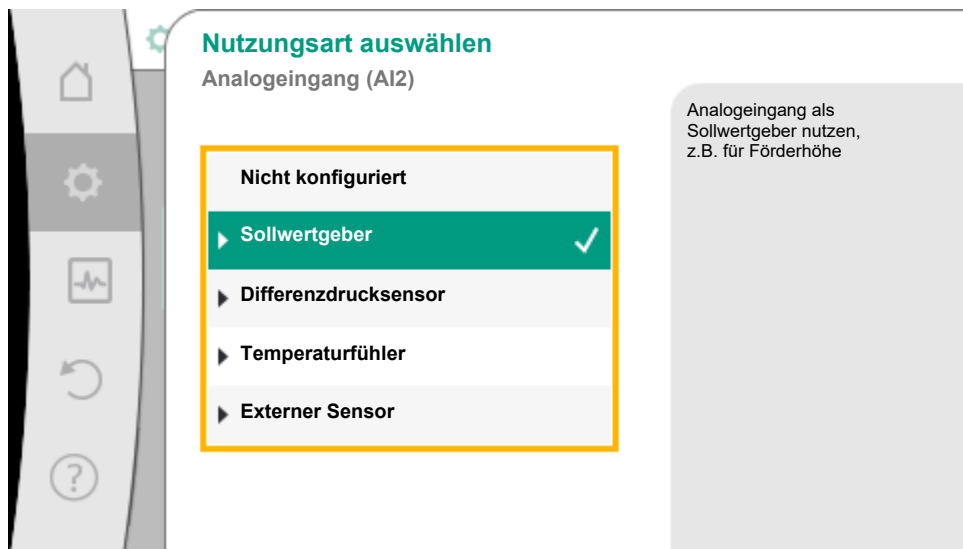 Nutzungsart auswählen
Analogeingang (AI2)
Nicht konfiguriert
Sollwertgeber
Differenzdrucksensor
Temperaturfühler
Externer Sensor
Analogeingang als
Sollwertgeber nutzen,
z.B. für Förderhöhe
?